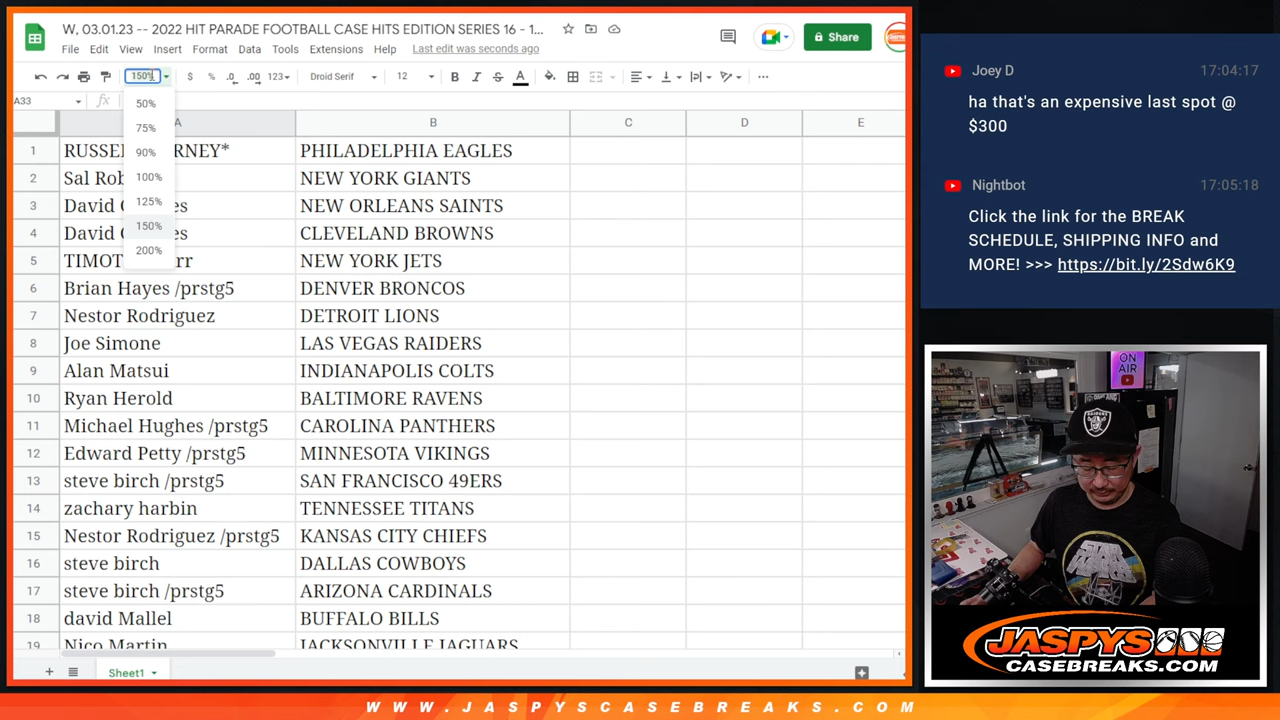 W, 03.01.23 -- 2022 HIT PARADE FOOTBALL CASE HITS EDITION SERIES 16 - 1...
File Edit View Insert Format Data Tools Extensions Help Last edit was seconds ago
Share
150% $ % .0 .00 123 Droid Serif 12 B I S A
A33 fx
50%
75%
90%
100%
125%
150%
200%
A B C D E
1 RUSSE RNEY* PHILADELPHIA EAGLES
2 Sal Rob NEW YORK GIANTS
3 David es NEW ORLEANS SAINTS
4 David es CLEVELAND BROWNS
5 TIMOT rr NEW YORK JETS
6 Brian Hayes /prstg5 DENVER BRONCOS
7 Nestor Rodriguez DETROIT LIONS
8 Joe Simone LAS VEGAS RAIDERS
9 Alan Matsui INDIANAPOLIS COLTS
10 Ryan Herold BALTIMORE RAVENS
11 Michael Hughes /prstg5 CAROLINA PANTHERS
12 Edward Petty /prstg5 MINNESOTA VIKINGS
13 steve birch /prstg5 SAN FRANCISCO 49ERS
14 zachary harbin TENNESSEE TITANS
15 Nestor Rodriguez /prstg5 KANSAS CITY CHIEFS
16 steve birch DALLAS COWBOYS
17 steve birch /prstg5 ARIZONA CARDINALS
18 david Mallel BUFFALO BILLS
19 Nico Martin JACKSONVILLE JAGUARS
Sheet1
Joey D 17:04:17
ha that's an expensive last spot @
$300
Nightbot 17:05:18
Click the link for the BREAK
SCHEDULE, SHIPPING INFO and
MORE! >>> https://bit.ly/2Sdw6K9
ON
AIR
RAIDERS
STAR
WARS
JASPYS
CASEBREAKS.COM
WWW.JASPYSCASEBREAKS.COM